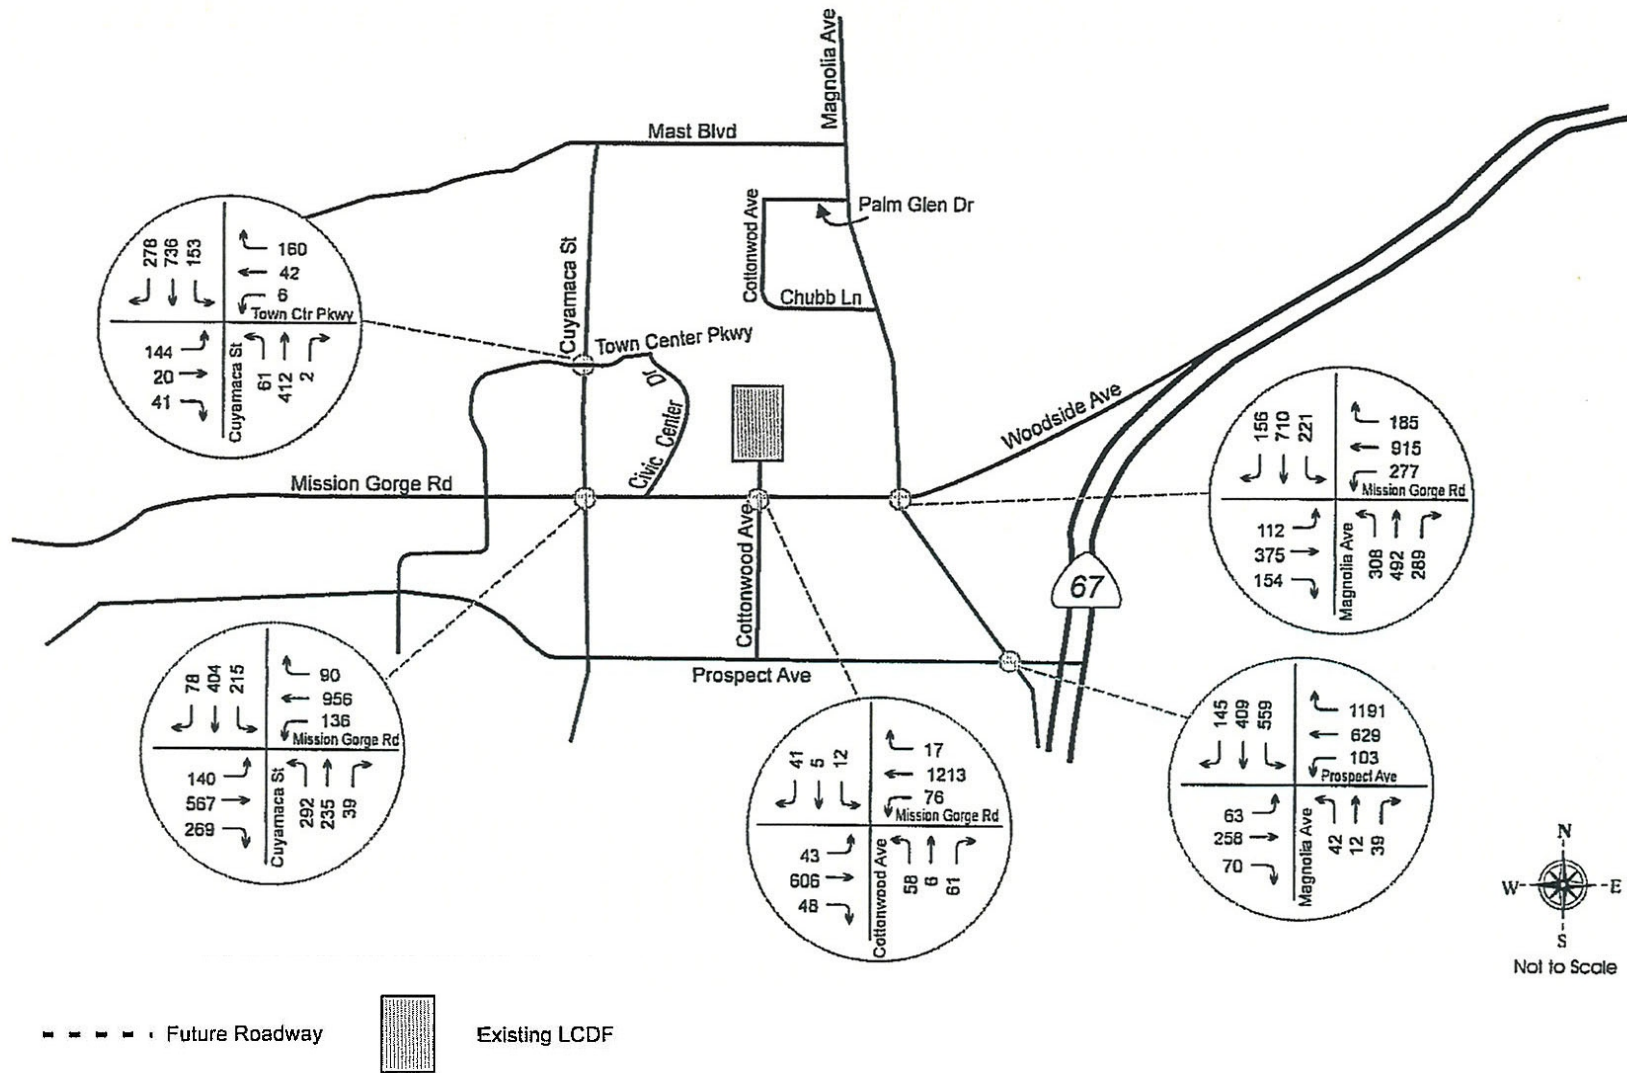 Magnolia Ave
Mast Blvd
Cottonwod Ave
Palm Glen Dr
Chubb Ln
Cuyamaca St
Town Center Pkwy
Civic Center
Dr
Woodside Ave
Mission Gorge Rd
Cottonwood Ave
Prospect Ave
67
278 736 153
160
42
6
Town Ctr Pkwy
144
20
41
Cuyamaca St
61 412 2
156 710 221
185
915
277
Mission Gorge Rd
112
375
154
Magnolia Ave
308 492 289
78 404 215
90
956
136
Mission Gorge Rd
140
567
269
Cuyamaca St
292 235 39
41 5 12
17
1213
76
Mission Gorge Rd
43
606
48
Cottonwood Ave
58 6 61
145 409 559
1191
629
103
Prospect Ave
63
258
70
Magnolia Ave
42 12 39
N
W E
S
Not to Scale
Future Roadway
Existing LCDF